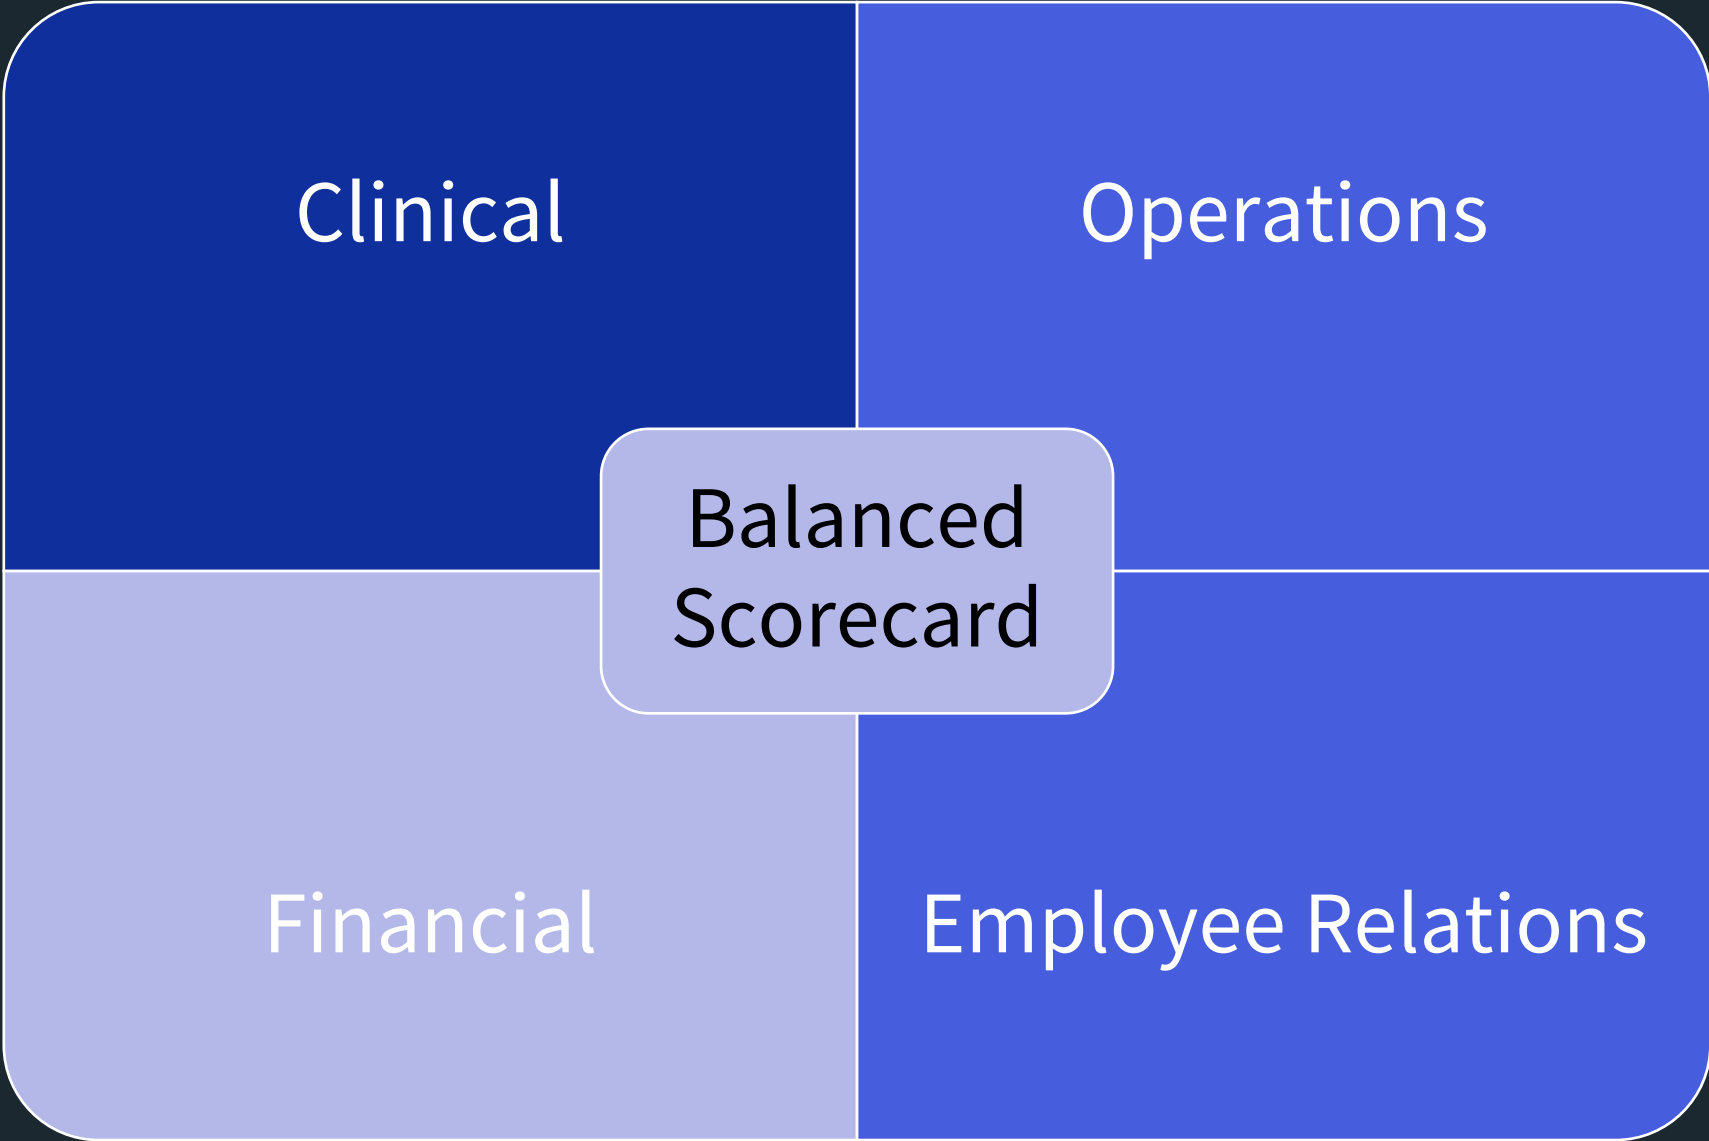 Clinical
Operations
Balanced
Scorecard
Financial
Employee Relations